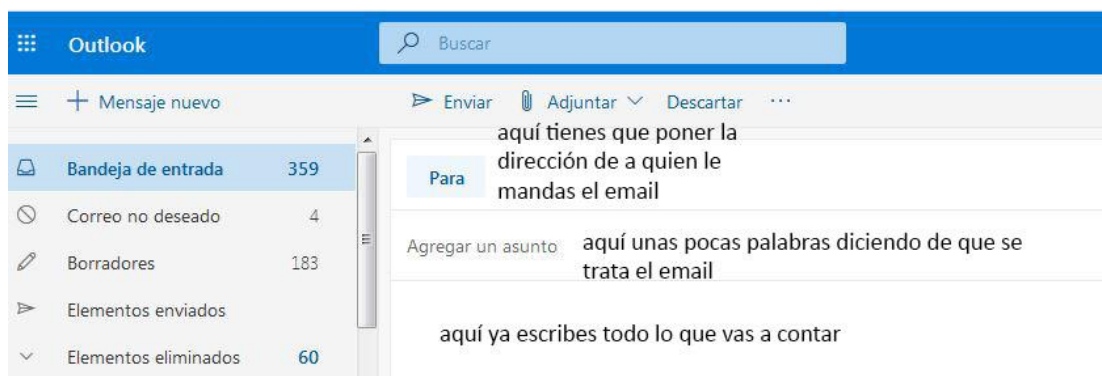 Outlook
Buscar
Mensaje nuevo
Enviar Adjuntar Descartar ...
aquí tienes que poner la
dirección de a quien le
mandas el email
Para
Bandeja de entrada 359
Correo no deseado 4
Agregar un asunto
aquí unas pocas palabras diciendo de que se
trata el email
Borradores 183
Elementos enviados
aquí ya escribes todo lo que vas a contar
Elementos eliminados 60